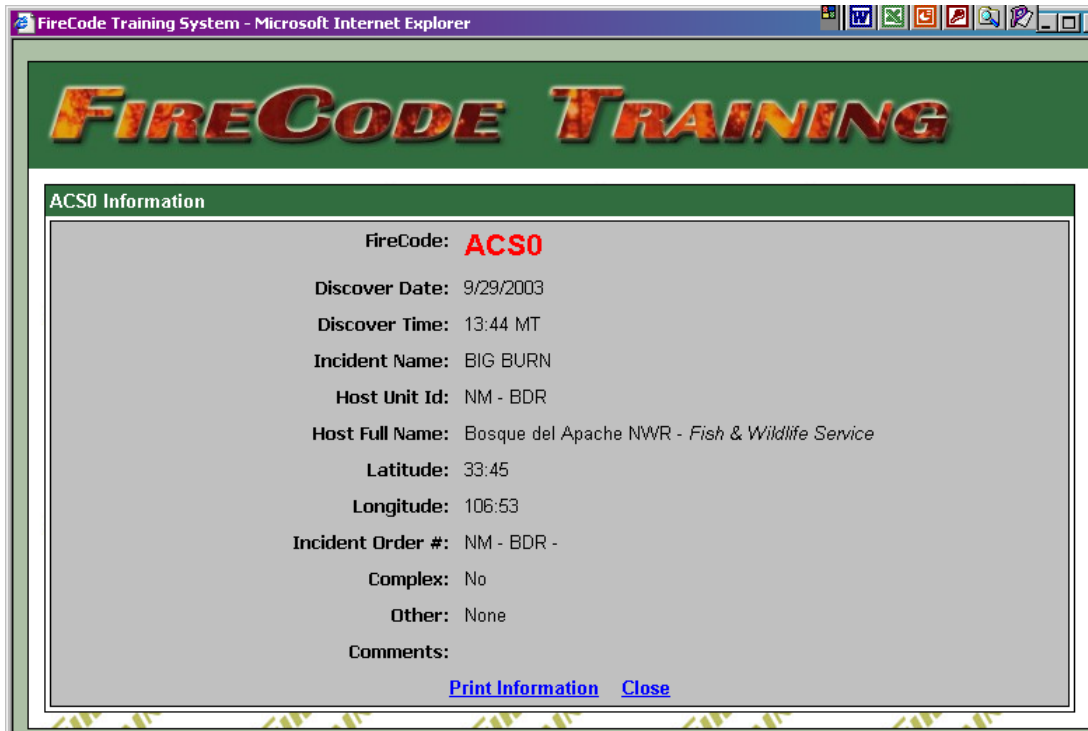 FireCode Training System - Microsoft Internet Explorer
FIRECODE TRAINING
ACS0 Information
FireCode: ACS0
Discover Date: 9/29/2003
Discover Time: 13:44 MT
Incident Name: BIG BURN
Host Unit Id: NM - BDR
Host Full Name: Bosque del Apache NWR - Fish & Wildlife Service
Latitude: 33:45
Longitude: 106:53
Incident Order #: NM - BDR -
Complex: No
Other: None
Comments:
Print Information Close